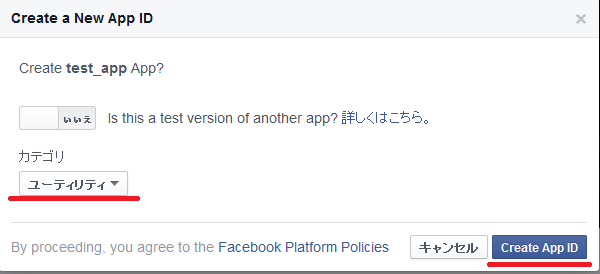 Create a New App ID
Create test_app App?
いいえ Is this a test version of another app? 詳しくはこちら。
カテゴリ
ユーティリティ
By proceeding, you agree to the Facebook Platform Policies キャンセル Create App ID